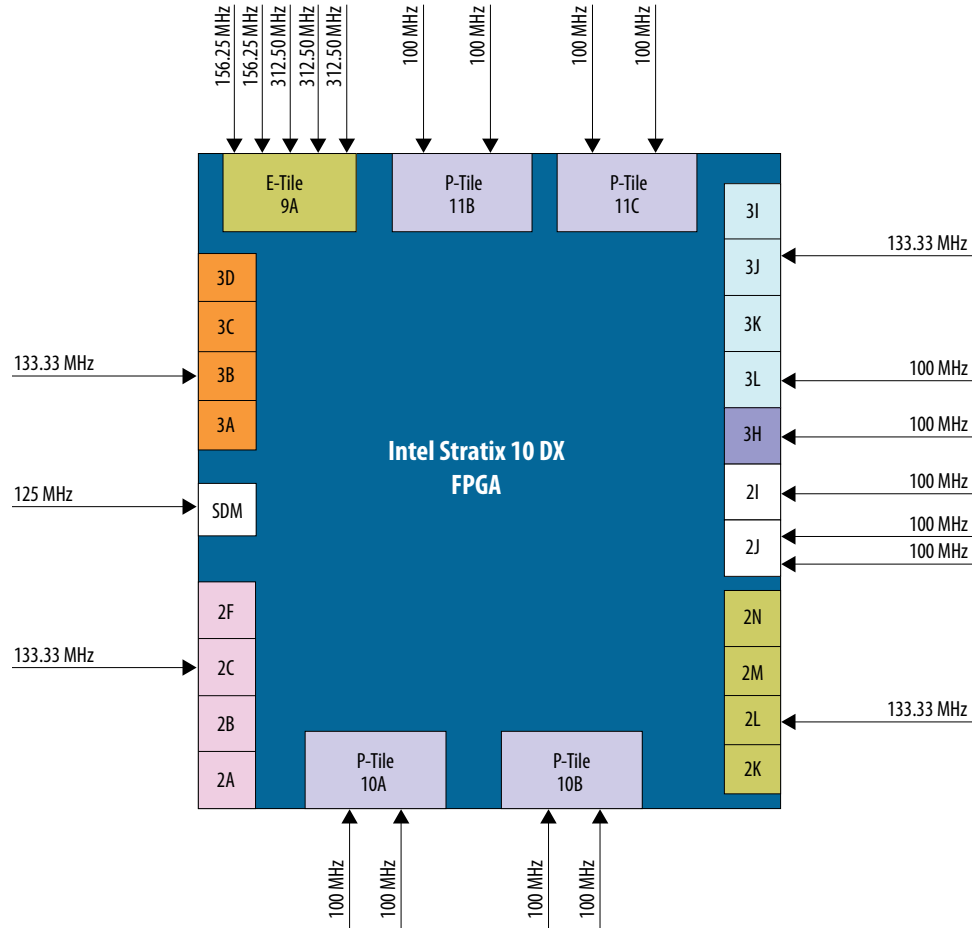 156.25 MHz
156.25 MHz
312.50 MHz
312.50 MHz
312.50 MHz
100 MHz
100 MHz
100 MHz
100 MHz
E-Tile
9A
P-Tile
11B
P-Tile
11C
3I
3J
133.33 MHz
3K
3L
100 MHz
3H
100 MHz
2I
100 MHz
2J
100 MHz
100 MHz
2N
2M
2L
133.33 MHz
2K
3D
3C
133.33 MHz
3B
3A
125 MHz
SDM
2F
133.33 MHz
2C
2B
2A
Intel Stratix 10 DX
FPGA
P-Tile
10A
P-Tile
10B
100 MHz
100 MHz
100 MHz
100 MHz